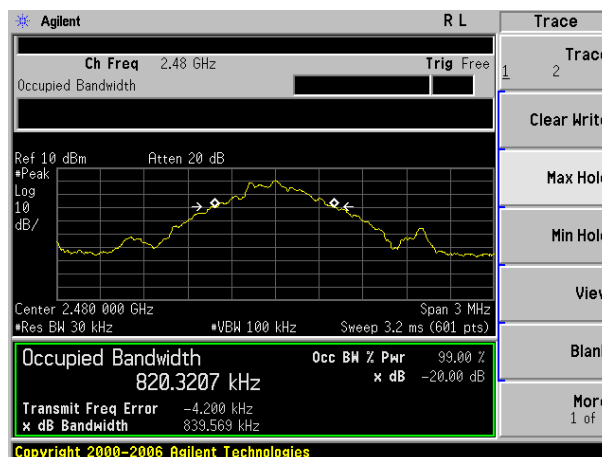 Agilent R L Trace
Ch Freq 2.48 GHz Trig Free
Occupied Bandwidth
Trace
1 2
Clear Write
Max Hold
Min Hold
View
Blank
More
1 of
Ref 10 dBm Atten 20 dB
#Peak
Log
10
dB/
Center 2.480 000 GHz Span 3 MHz
#Res BW 30 kHz #VBW 100 kHz Sweep 3.2 ms (601 pts)
Occupied Bandwidth Occ BW % Pwr 99.00 %
820.3207 kHz x dB -20.00 dB
Transmit Freq Error -4.200 kHz
x dB Bandwidth 839.569 kHz
Copyright 2000-2006 Agilent Technologies